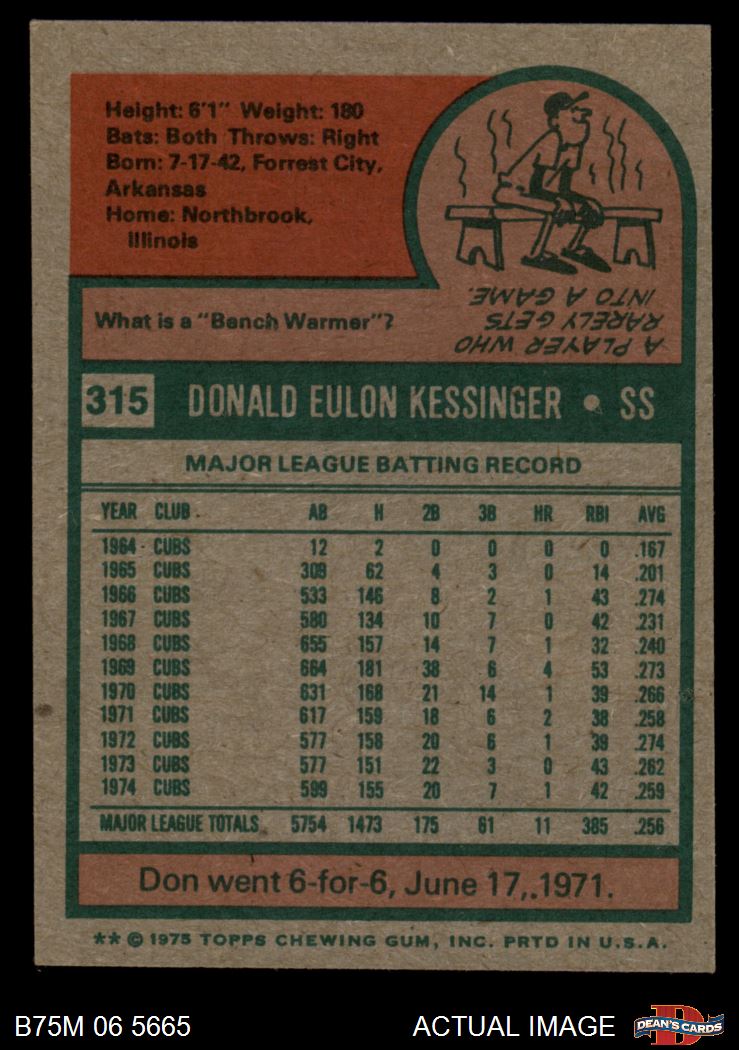 Height: 6'1" Weight: 180
Bats: Both Throws: Right
Born: 7-17-42, Forrest City,
Arkansas
Home: Northbrook,
Illinois
What is a "Bench Warmer"?
A PLAYER WHO
RARELY GETS
INTO A GAME.
315 DONALD EULON KESSINGER • SS
MAJOR LEAGUE BATTING RECORD
YEAR CLUB AB H 2B 3B HR RBI AVG
1964 CUBS 12 2 0 0 0 0 .167
1965 CUBS 309 62 4 3 0 14 .201
1966 CUBS 533 146 8 2 1 43 .274
1967 CUBS 580 134 10 7 0 42 .231
1968 CUBS 655 157 14 7 1 32 .240
1969 CUBS 664 181 38 6 4 53 .273
1970 CUBS 631 168 21 14 1 39 .266
1971 CUBS 617 159 18 6 2 38 .258
1972 CUBS 577 158 20 6 1 39 .274
1973 CUBS 577 151 22 3 0 43 .262
1974 CUBS 599 155 20 7 1 42 .259
MAJOR LEAGUE TOTALS 5754 1473 175 61 11 385 .256
Don went 6-for-6, June 17,.1971.
** © 1975 TOPPS CHEWING GUM, INC. PRTD IN U.S.A.
B75M 06 5665 ACTUAL IMAGE DEAN'S CARDS